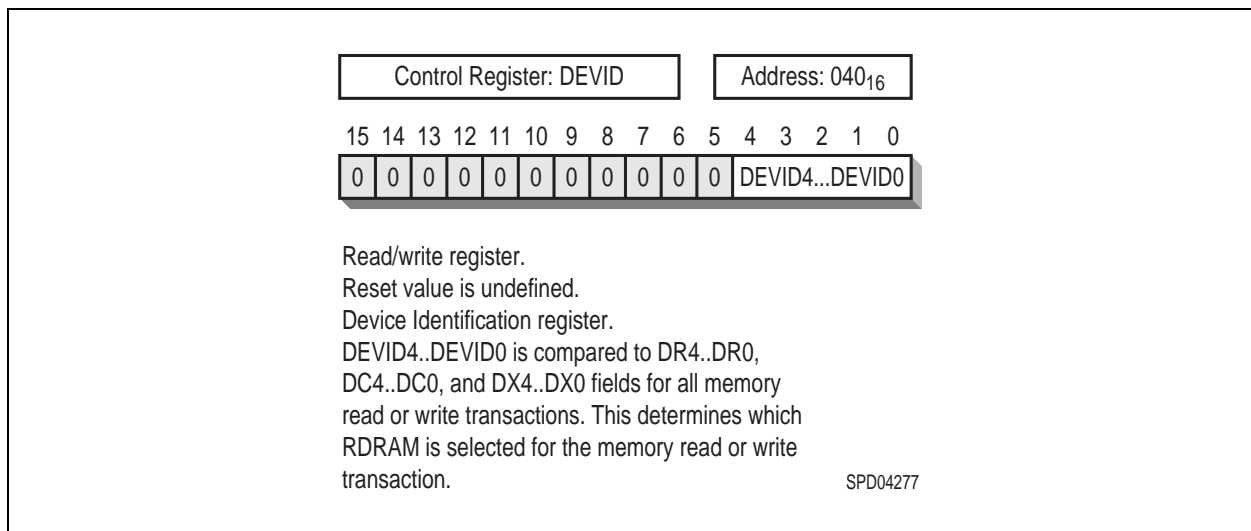 Control Register: DEVID Address: 040₁₆
15 14 13 12 11 10 9 8 7 6 5 4 3 2 1 0
0 0 0 0 0 0 0 0 0 0 0 DEVID4...DEVID0
Read/write register.
Reset value is undefined.
Device Identification register.
DEVID4..DEVID0 is compared to DR4..DR0,
DC4..DC0, and DX4..DX0 fields for all memory
read or write transactions. This determines which
RDRAM is selected for the memory read or write
transaction.
SPD04277